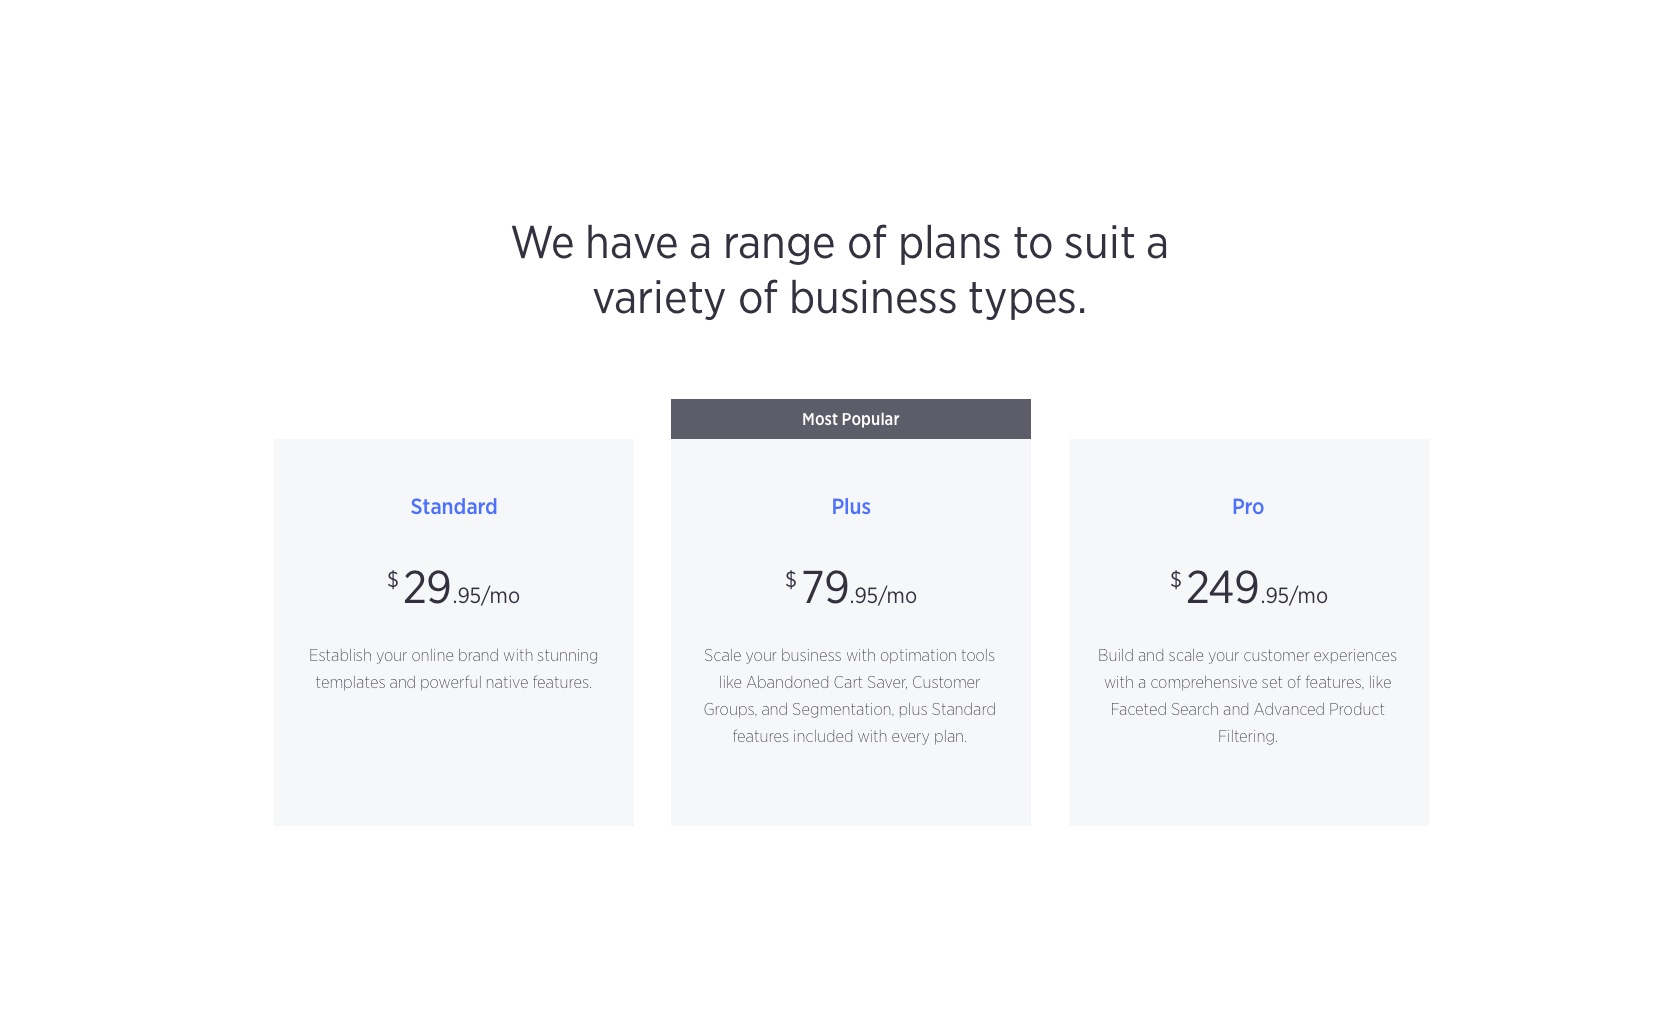 We have a range of plans to suit a
variety of business types.
Most Popular
Standard
$29.95/mo
Establish your online brand with stunning
templates and powerful native features.
Plus
$79.95/mo
Scale your business with optimation tools
like Abandoned Cart Saver, Customer
Groups, and Segmentation, plus Standard
features included with every plan.
Pro
$249.95/mo
Build and scale your customer experiences
with a comprehensive set of features, like
Faceted Search and Advanced Product
Filtering.